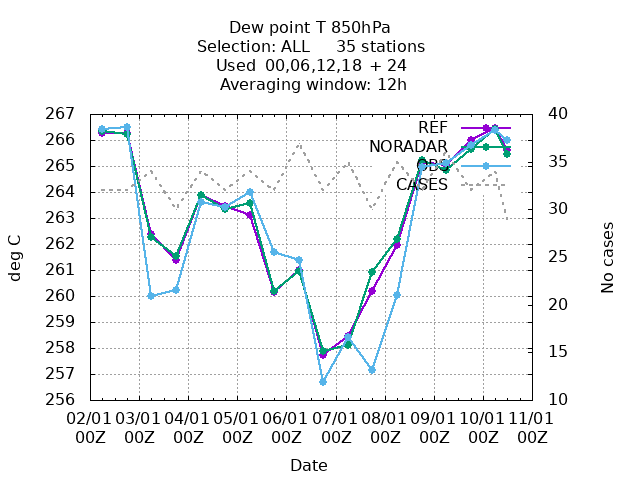 Dew point T 850hPa
Selection: ALL     35 stations
Used 00,06,12,18 + 24
Averaging window: 12h
267
266
265
264
263
262
261
260
259
258
257
256
deg C
REF
NORADAR
OBS
CASES
40
35
30
25
20
15
10
No cases
02/01 03/01 04/01 05/01 06/01 07/01 08/01 09/01 10/01 11/01
00Z 00Z 00Z 00Z 00Z 00Z 00Z 00Z 00Z 00Z
Date